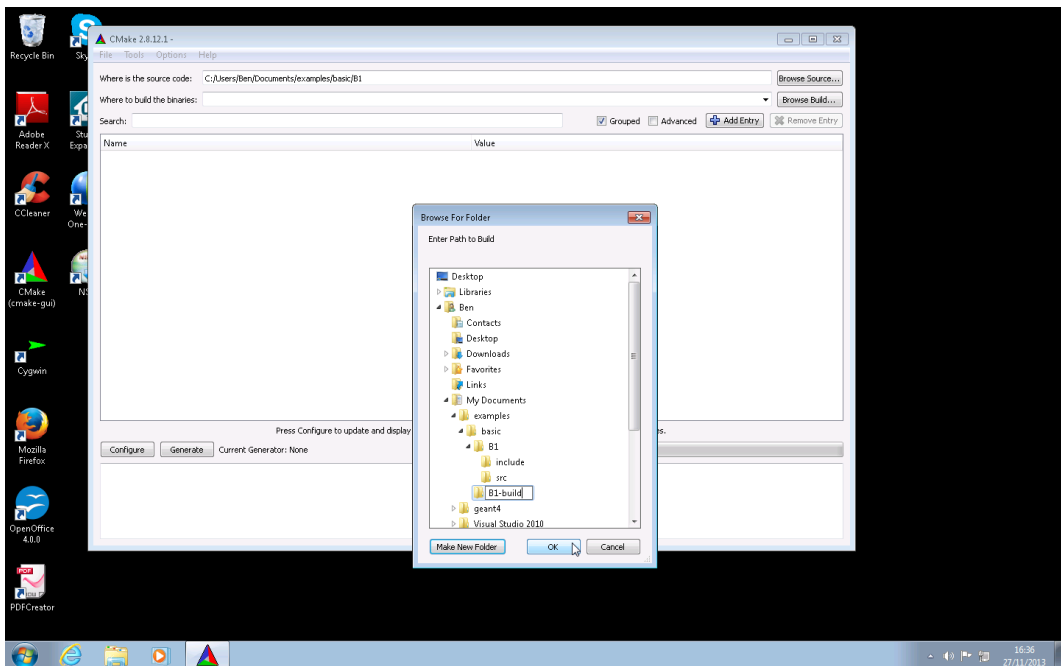 Recycle Bin
Sky
Adobe
Reader X
Stu
Expa
CCleaner
We
One-
CMake
(cmake-gui)
NS
Cygwin
Mozilla
Firefox
OpenOffice
4.0.0
PDFCreator
CMake 2.8.12.1 -
File Tools Options Help
Where is the source code: C:/Users/Ben/Documents/examples/basic/B1 Browse Source...
Where to build the binaries: Browse Build...
Search: Grouped Advanced Add Entry Remove Entry
Name Value
Press Configure to update and display
es.
Configure Generate Current Generator: None
Browse For Folder
Enter Path to Build
Desktop
Libraries
Ben
Contacts
Desktop
Downloads
Favorites
Links
My Documents
examples
basic
B1
include
src
B1-build
geant4
Visual Studio 2010
Make New Folder OK Cancel
16:36
27/11/2013